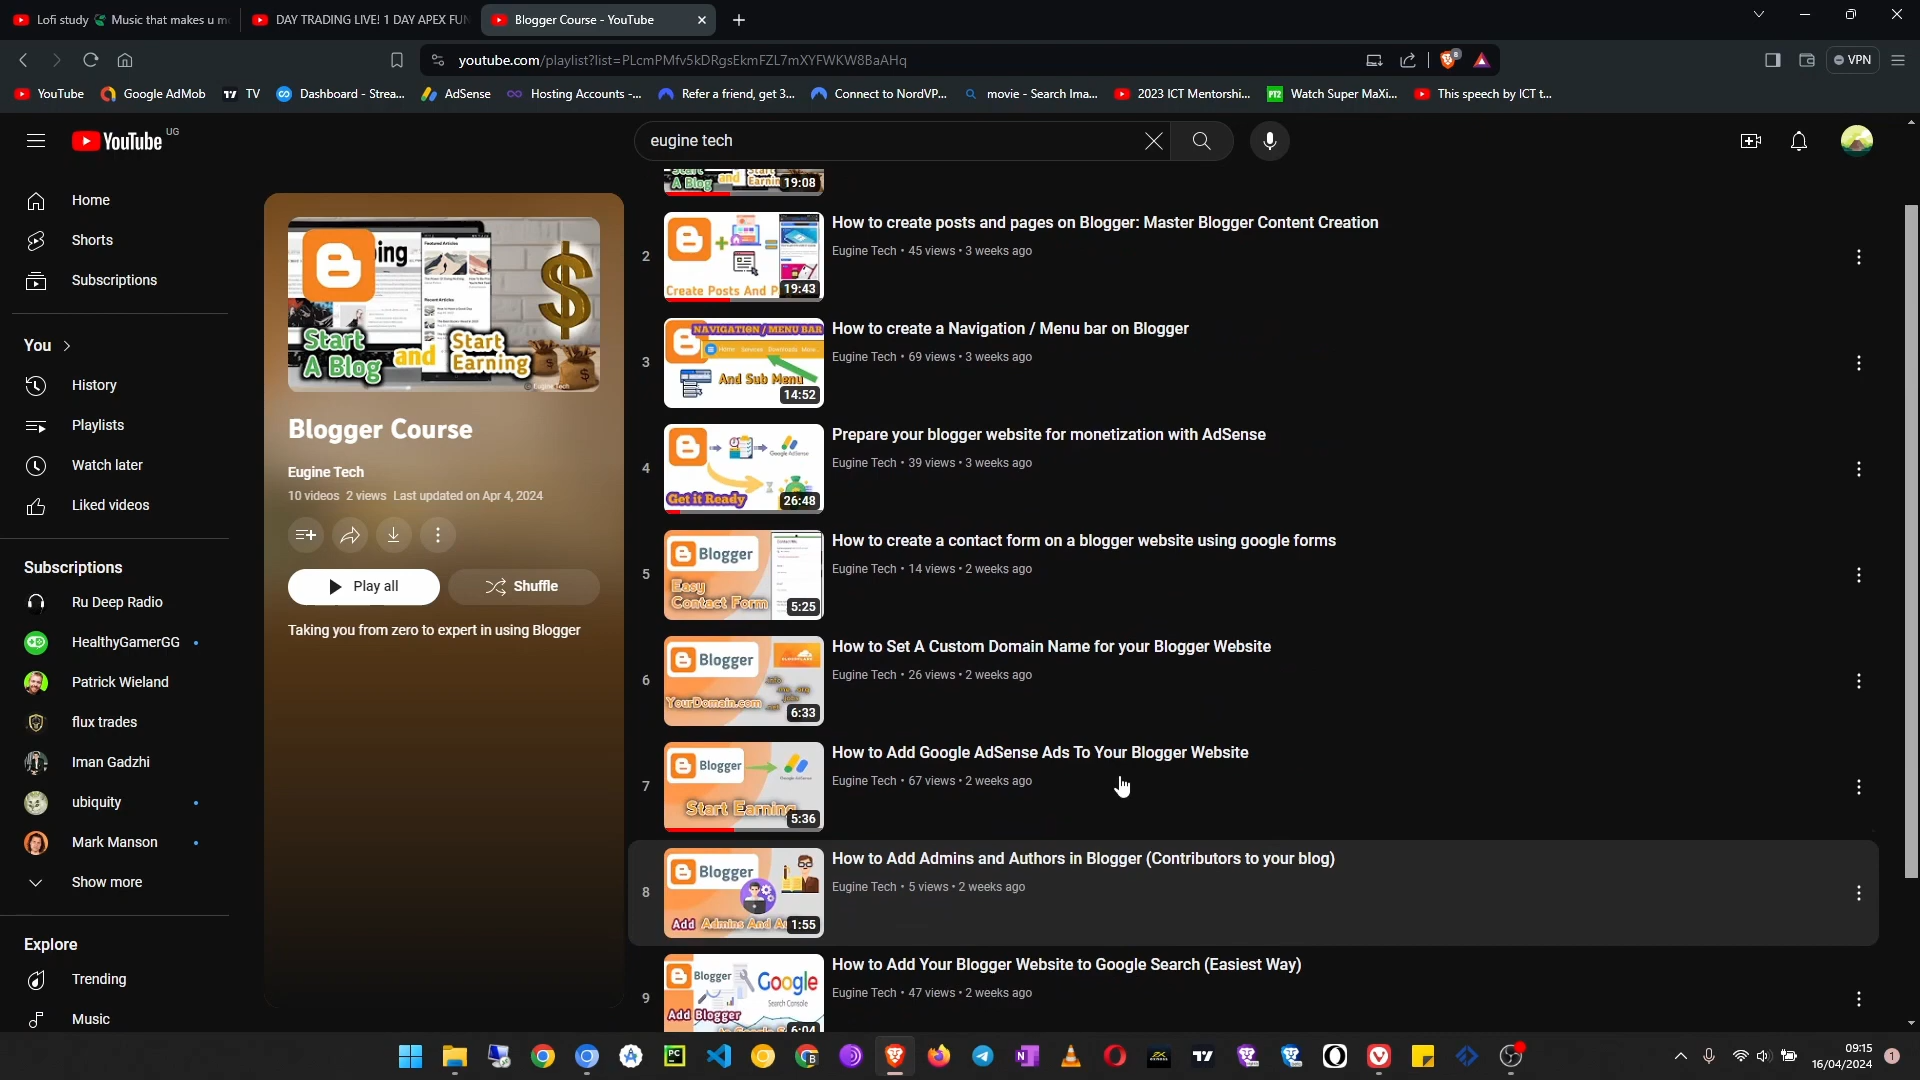 Lofi study Music that makes u m
DAY TRADING LIVE! 1 DAY APEX FUN
Blogger Course - YouTube
youtube.com/playlist?list=PLcmPMfv5kDRgsEkmFZL7mXYFWKW8BaAHq
8
VPN
YouTube
Google AdMob
TV
Dashboard - Strea...
AdSense
Hosting Accounts -...
Refer a friend, get 3...
Connect to NordVP...
movie - Search Ima...
2023 ICT Mentorshi...
Watch Super MaXi...
This speech by ICT t...
YouTube UG
eugine tech
Home
Shorts
Subscriptions
You
History
Playlists
Watch later
Liked videos
Subscriptions
Ru Deep Radio
HealthyGamerGG
Patrick Wieland
flux trades
Iman Gadzhi
ubiquity
Mark Manson
Show more
Explore
Trending
Music
Start A Blog and Start Earning
Blogger Course
Eugine Tech
10 videos 2 views Last updated on Apr 4, 2024
Play all
Shuffle
Taking you from zero to expert in using Blogger
A Blog and Earnin
19:08
2
Create Posts And P
19:43
How to create posts and pages on Blogger: Master Blogger Content Creation
Eugine Tech • 45 views • 3 weeks ago
3
NAVIGATION / MENU BAR
And Sub Menu
14:52
How to create a Navigation / Menu bar on Blogger
Eugine Tech • 69 views • 3 weeks ago
4
Google AdSense
Get it Ready
26:48
Prepare your blogger website for monetization with AdSense
Eugine Tech • 39 views • 3 weeks ago
5
Blogger
Easy Contact Form
5:25
How to create a contact form on a blogger website using google forms
Eugine Tech • 14 views • 2 weeks ago
6
Blogger
YourDomain.com
6:33
How to Set A Custom Domain Name for your Blogger Website
Eugine Tech • 26 views • 2 weeks ago
7
Blogger
Start Earning
5:36
How to Add Google AdSense Ads To Your Blogger Website
Eugine Tech • 67 views • 2 weeks ago
8
Blogger
Add Admins And Au
1:55
How to Add Admins and Authors in Blogger (Contributors to your blog)
Eugine Tech • 5 views • 2 weeks ago
9
Blogger Google
Search Console
Add Blogger
6:04
How to Add Your Blogger Website to Google Search (Easiest Way)
Eugine Tech • 47 views • 2 weeks ago
09:15
16/04/2024
1